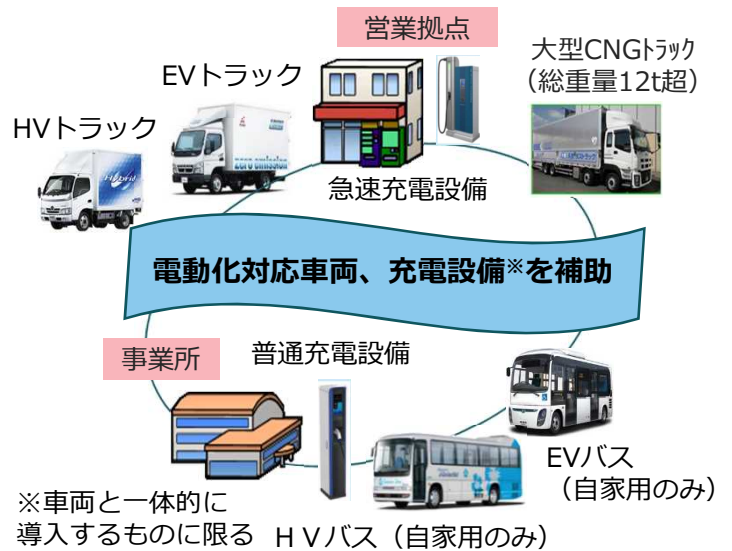 営業拠点
大型CNGﾄﾗｯｸ
（総重量12t超）
EVトラック
HVトラック
zero emission
Hybrid
急速充電設備
電動化対応車両、充電設備※を補助
事業所
普通充電設備
EVバス
（自家用のみ）
※車両と一体的に
導入するものに限る
ＨＶバス（自家用のみ）